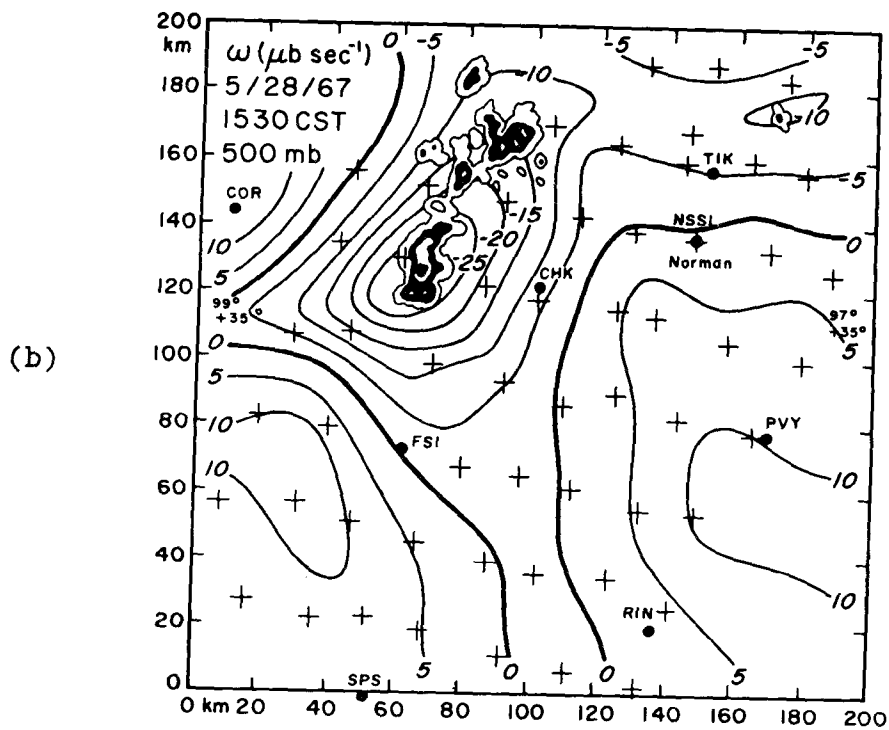 (b)
200
km
180
160
140
120
100
80
60
40
20
0
0 km 20 40 60 80 100 120 140 160 180 200
ω (μb sec⁻¹)
5/28/67
1530 CST
500 mb
0 -5 -10 -5 -5
-10
COR
10
5
0
99°
+35°
-15
-20
-25
CHK
TIK
-5
NSSL
Norman
0
97°
+35°
5
0
5
10
10
FSI
PVY
10
10
RIN
5 0 0 5
SPS